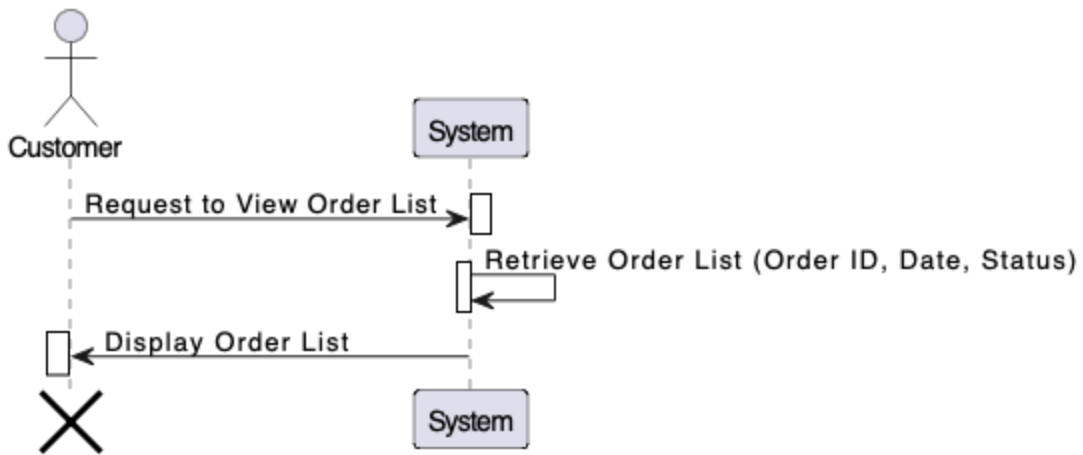 Customer
System
Request to View Order List
Retrieve Order List (Order ID, Date, Status)
Display Order List
System